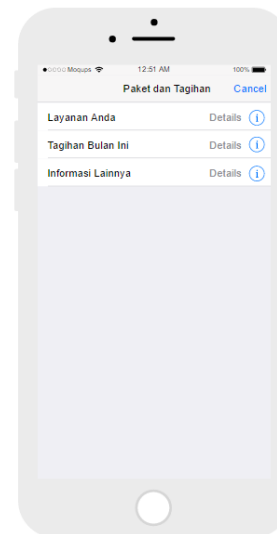 Moqups 12:51 AM 100%
Paket dan Tagihan Cancel
Layanan Anda Details i
Tagihan Bulan Ini Details i
Informasi Lainnya Details i